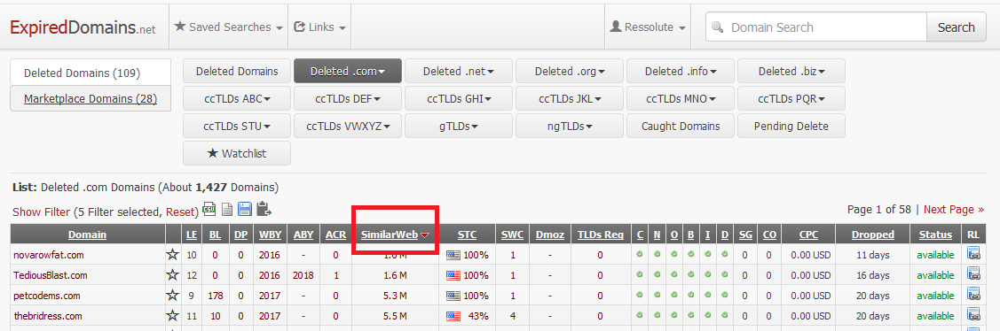 ExpiredDomains.net Saved Searches Links Ressolute Domain Search Search
Deleted Domains (109)
Marketplace Domains (28)
Deleted Domains Deleted .com Deleted .net Deleted .org Deleted .info Deleted .biz
ccTLDs ABC ccTLDs DEF ccTLDs GHI ccTLDs JKL ccTLDs MNO ccTLDs PQR
ccTLDs STU ccTLDs VWXYZ gTLDs ngTLDs Caught Domains Pending Delete
Watchlist
List: Deleted .com Domains (About 1,427 Domains)
Show Filter (5 Filter selected, Reset) CSV Page 1 of 58 | Next Page »
Domain LE BL DP WBY ABY ACR SimilarWeb STC SWC Dmoz TLDs Req C N O B I D SG CO CPC Dropped Status RL
novarowfat.com 10 0 0 2016 - 0 1.0 M 100% 1 - 0 0 0 0.00 USD 11 days available
TediousBlast.com 12 0 0 2016 2018 1 1.6 M 100% 1 - 0 0 0 0.00 USD 16 days available
petcodems.com 9 178 0 2017 - 0 5.3 M 100% 1 - 0 0 0 0.00 USD 20 days available
thebridress.com 11 10 0 2017 - 0 5.5 M 43% 4 - 0 0 0 0.00 USD 20 days available